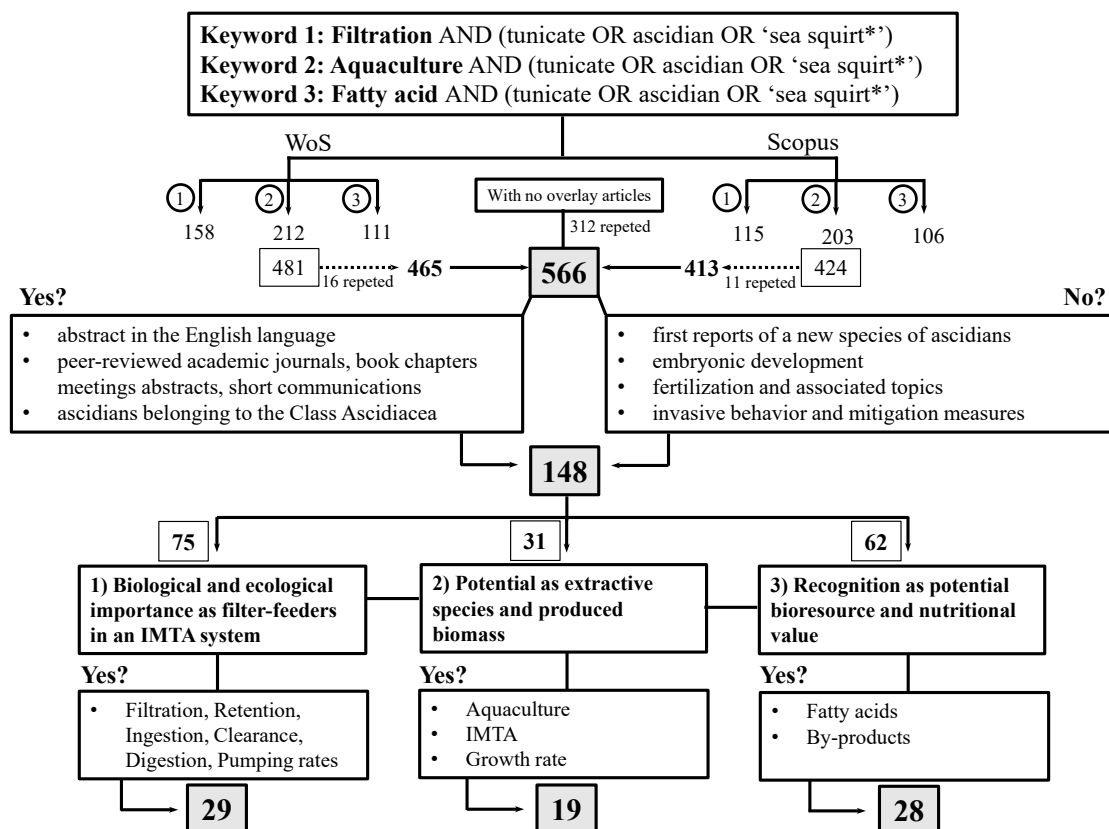 Keyword 1: Filtration AND (tunicate OR ascidian OR ‘sea squirt*’)
Keyword 2: Aquaculture AND (tunicate OR ascidian OR ‘sea squirt*’)
Keyword 3: Fatty acid AND (tunicate OR ascidian OR ‘sea squirt*’)
WoS
Scopus
1
2
3
With no overlay articles
1
2
3
158
212
111
312 repeted
115
203
106
481
16 repeted
465
566
413
11 repeted
424
Yes?
No?
• abstract in the English language
• peer-reviewed academic journals, book chapters
meetings abstracts, short communications
• ascidians belonging to the Class Ascidiacea
• first reports of a new species of ascidians
• embryonic development
• fertilization and associated topics
• invasive behavior and mitigation measures
148
75
31
62
1) Biological and ecological
importance as filter-feeders
in an IMTA system
2) Potential as extractive
species and produced
biomass
3) Recognition as potential
bioresource and nutritional
value
Yes?
Yes?
Yes?
• Filtration, Retention,
Ingestion, Clearance,
Digestion, Pumping rates
• Aquaculture
• IMTA
• Growth rate
• Fatty acids
• By-products
29
19
28